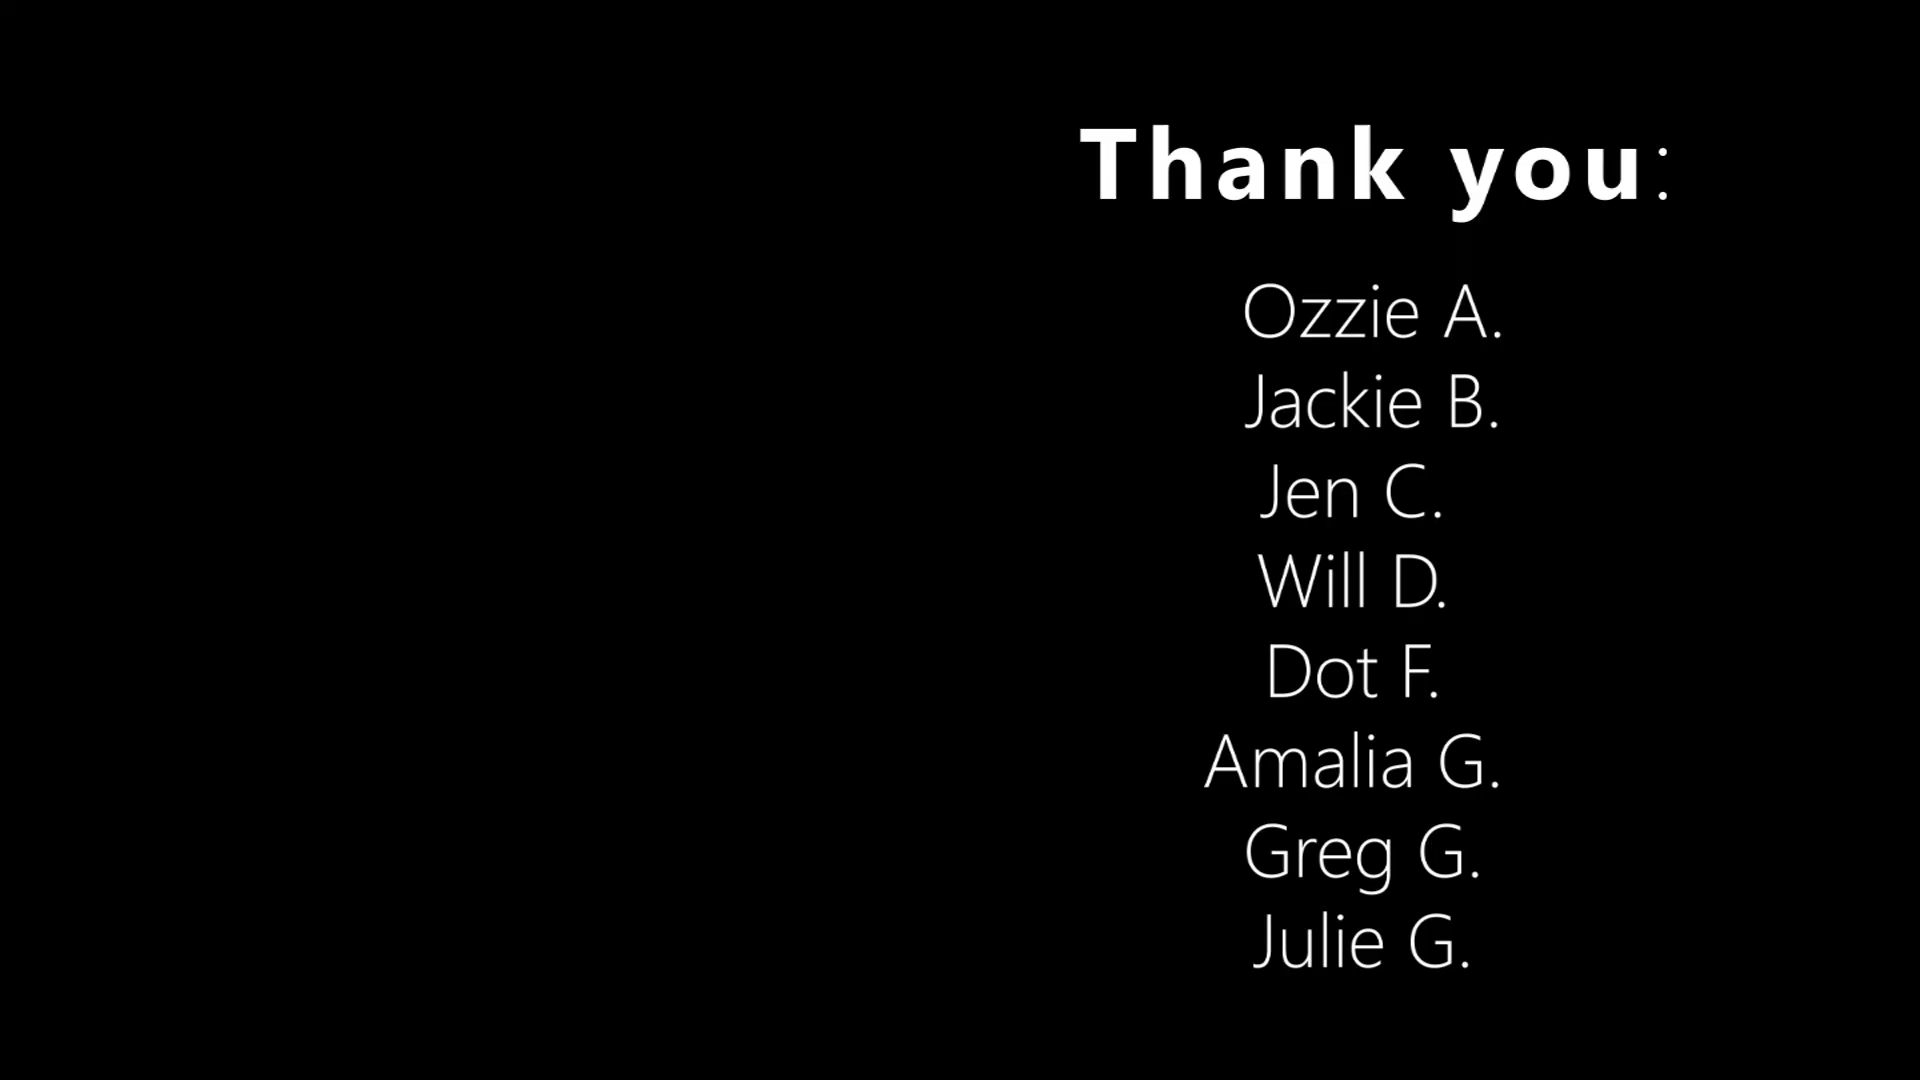 Thank you:
Ozzie A.
Jackie B.
Jen C.
Will D.
Dot F.
Amalia G.
Greg G.
Julie G.